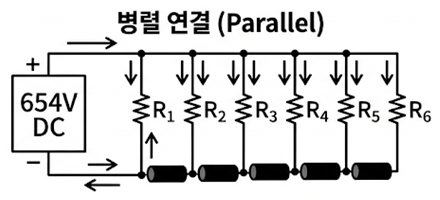 병렬 연결 (Parallel)
+
654V
DC
−
R1 R2 R3 R4 R5 R6